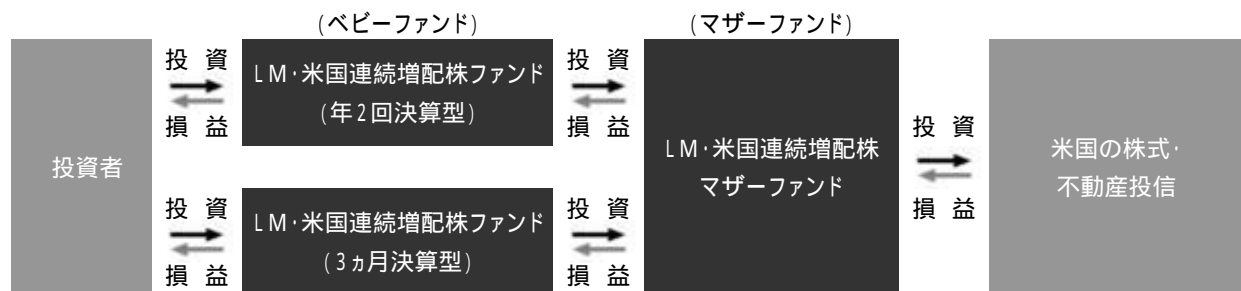 (ベビーファンド)
(マザーファンド)
投資者
投 資
損 益
LM・米国連続増配株ファンド
(年2回決算型)
投 資
損 益
投 資
損 益
LM・米国連続増配株ファンド
(3ヵ月決算型)
投 資
損 益
LM・米国連続増配株
マザーファンド
投 資
損 益
米国の株式・
不動産投信